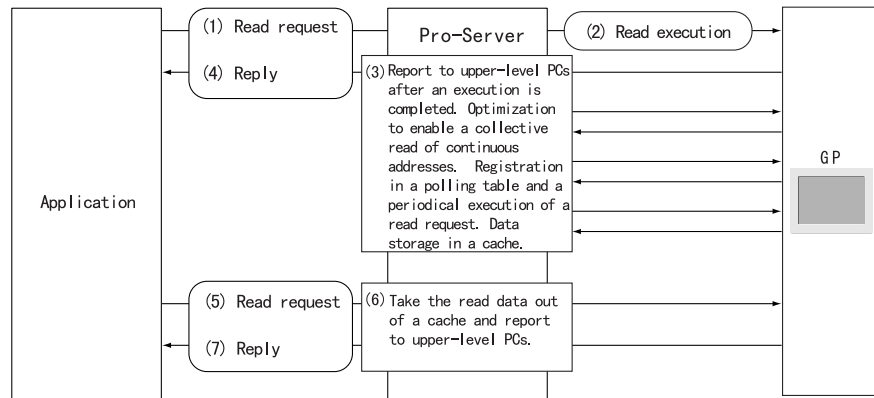 (1) Read request
Pro-Server
(2) Read execution
(4) Reply
(3) Report to upper-level PCs
after an execution is
completed. Optimization
to enable a collective
read of continuous
addresses. Registration
in a polling table and a
periodical execution of a
read request. Data
storage in a cache.
GP
Application
(5) Read request
(6) Take the read data out
of a cache and report
to upper-level PCs.
(7) Reply